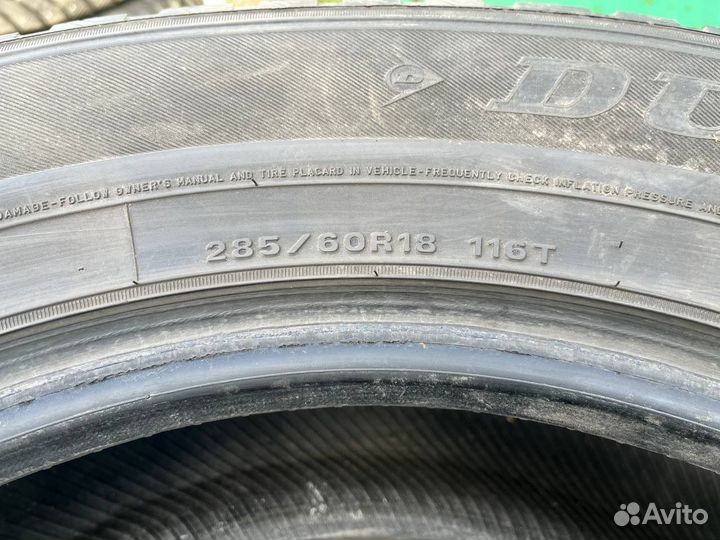 DU
DAMAGE-FOLLOW OWNER'S MANUAL AND TIRE PLACARD IN VEHICLE-FREQUENTLY CHECK INFLATION PRESSURE AND
285/60R18 116T
Avito